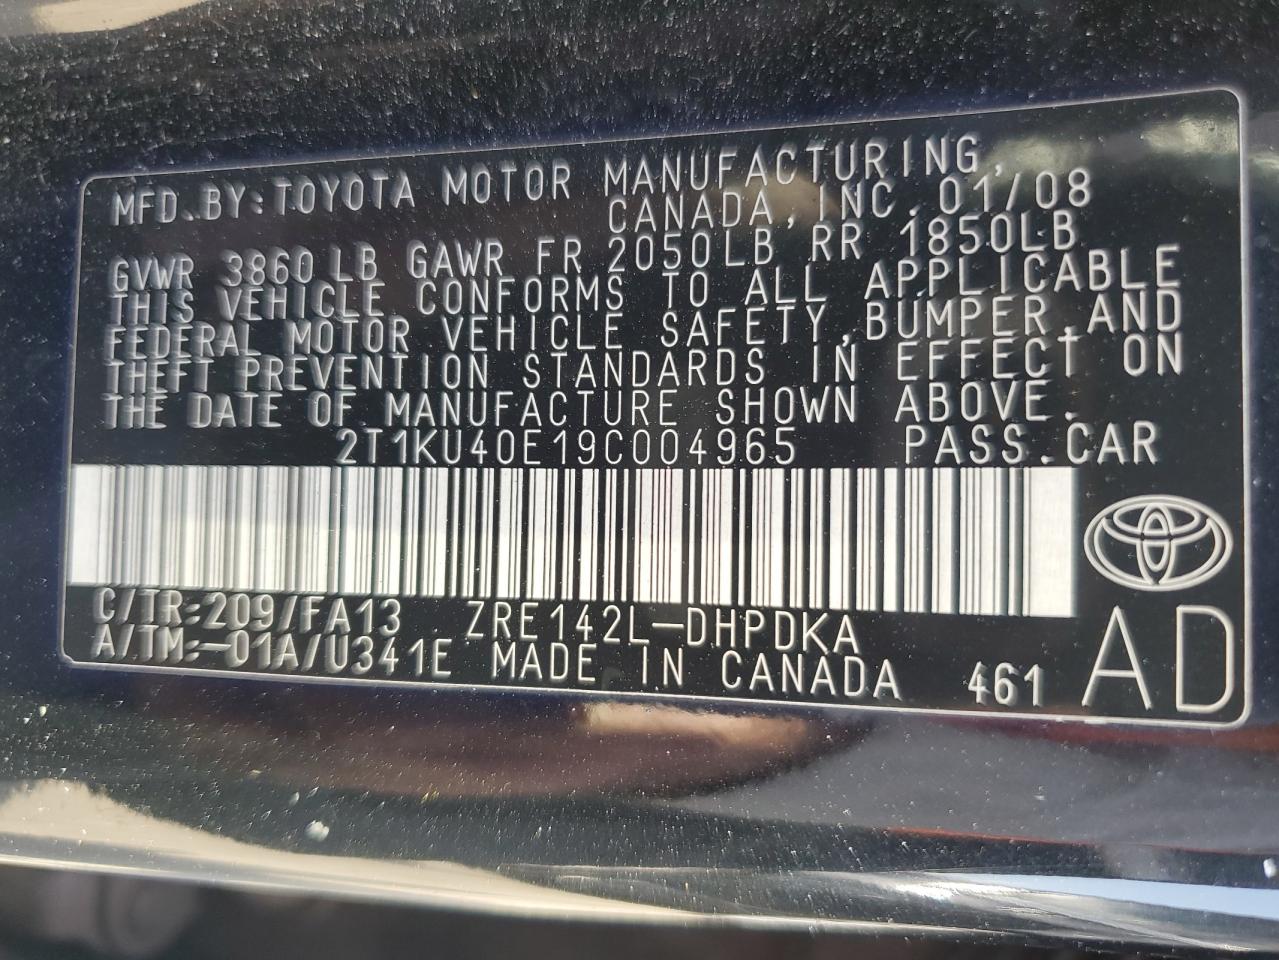 MFD. BY: TOYOTA MOTOR MANUFACTURING,
CANADA, INC. 01/08
GVWR 3860 LB GAWR FR 2050LB RR 1850LB
THIS VEHICLE CONFORMS TO ALL APPLICABLE
FEDERAL MOTOR VEHICLE SAFETY, BUMPER, AND
THEFT PREVENTION STANDARDS IN EFFECT ON
THE DATE OF MANUFACTURE SHOWN ABOVE.
2T1KU40E19C004965 PASS. CAR
C/TR: 209/FA13 ZRE142L-DHPDKA
A/TM: -01A/U341E MADE IN CANADA 461 AD